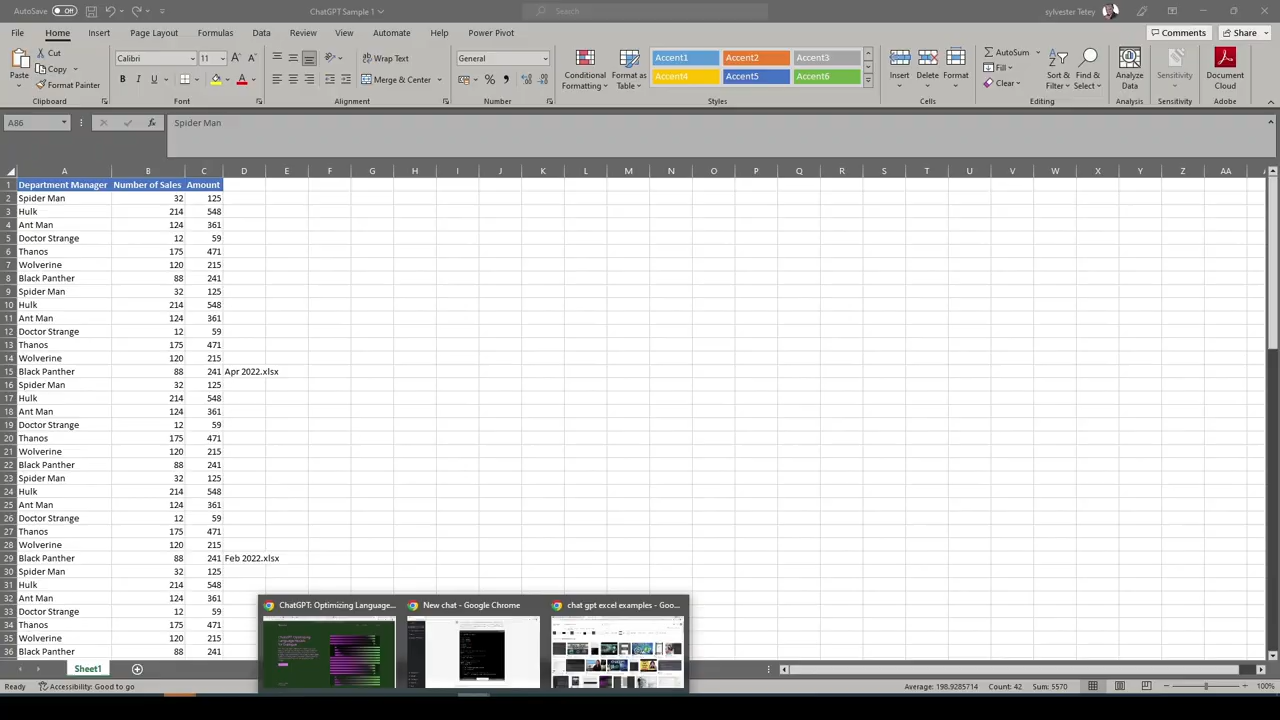 AutoSave Off ChatGPT Sample 1 Search sylvester Tetey
File Home Insert Page Layout Formulas Data Review View Automate Help Power Pivot Comments Share
Paste Cut Copy Format Painter Clipboard
Calibri 11 B I U Font
Wrap Text Merge & Center Alignment
General % Number
Conditional Formatting Format as Table
Accent1 Accent2 Accent3
Accent4 Accent5 Accent6
Styles
Insert Delete Format Cells
AutoSum Fill Clear Sort & Filter Find & Select Editing
Analyze Data Analysis
Sensitivity Sensitivity
Document Cloud Adobe
A86 fx Spider Man
A B C D E F G H I J K L M N O P Q R S T U V W X Y Z AA
1 Department Manager Number of Sales Amount
2 Spider Man 32 125
3 Hulk 214 548
4 Ant Man 124 361
5 Doctor Strange 12 59
6 Thanos 175 471
7 Wolverine 120 215
8 Black Panther 88 241
9 Spider Man 32 125
10 Hulk 214 548
11 Ant Man 124 361
12 Doctor Strange 12 59
13 Thanos 175 471
14 Wolverine 120 215
15 Black Panther 88 241 Apr 2022.xlsx
16 Spider Man 32 125
17 Hulk 214 548
18 Ant Man 124 361
19 Doctor Strange 12 59
20 Thanos 175 471
21 Wolverine 120 215
22 Black Panther 88 241
23 Spider Man 32 125
24 Hulk 214 548
25 Ant Man 124 361
26 Doctor Strange 12 59
27 Thanos 175 471
28 Wolverine 120 215
29 Black Panther 88 241 Feb 2022.xlsx
30 Spider Man 32 125
31 Hulk 214 548
32 Ant Man 124 361
33 Doctor Strange 12 59
34 Thanos 175 471
35 Wolverine 120 215
36 Black Panther 88 241
ChatGPT: Optimizing Language... New chat - Google Chrome chat gpt excel examples - Goo...
Sheet1
Ready Accessibility: Good to go Average: 198.9285714 Count: 42 Sum: 5570 100%